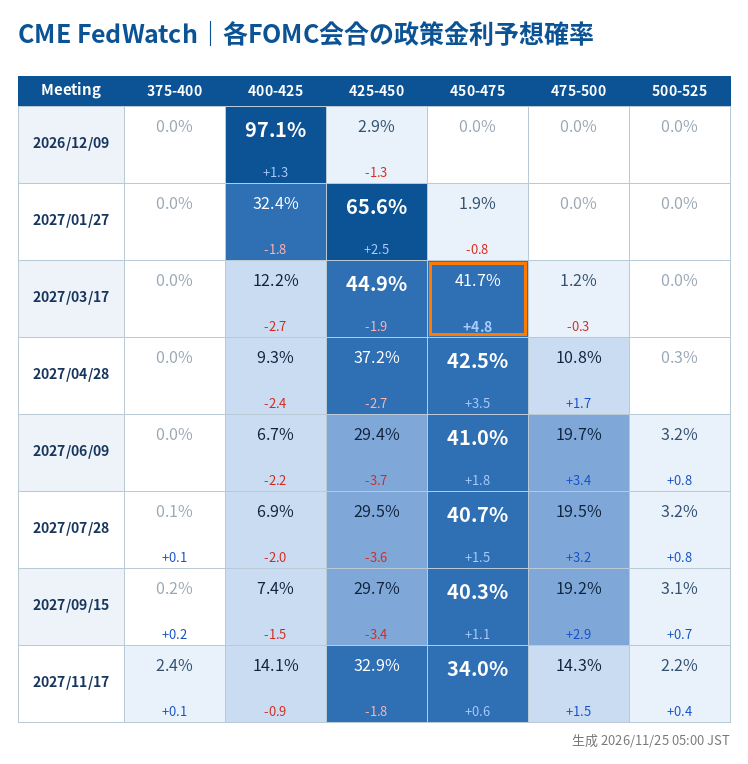 CME FedWatch｜各FOMC会合の政策金利予想確率
Meeting 375-400 400-425 425-450 450-475 475-500 500-525
2026/12/09 0.0% 97.1% 2.9% 0.0% 0.0% 0.0%
+1.3 -1.3
2027/01/27 0.0% 32.4% 65.6% 1.9% 0.0% 0.0%
-1.8 +2.5 -0.8
2027/03/17 0.0% 12.2% 44.9% 41.7% 1.2% 0.0%
-2.7 -1.9 +4.8 -0.3
2027/04/28 0.0% 9.3% 37.2% 42.5% 10.8% 0.3%
-2.4 -2.7 +3.5 +1.7
2027/06/09 0.0% 6.7% 29.4% 41.0% 19.7% 3.2%
-2.2 -3.7 +1.8 +3.4 +0.8
2027/07/28 0.1% 6.9% 29.5% 40.7% 19.5% 3.2%
+0.1 -2.0 -3.6 +1.5 +3.2 +0.8
2027/09/15 0.2% 7.4% 29.7% 40.3% 19.2% 3.1%
+0.2 -1.5 -3.4 +1.1 +2.9 +0.7
2027/11/17 2.4% 14.1% 32.9% 34.0% 14.3% 2.2%
+0.1 -0.9 -1.8 +0.6 +1.5 +0.4
生成 2026/11/25 05:00 JST